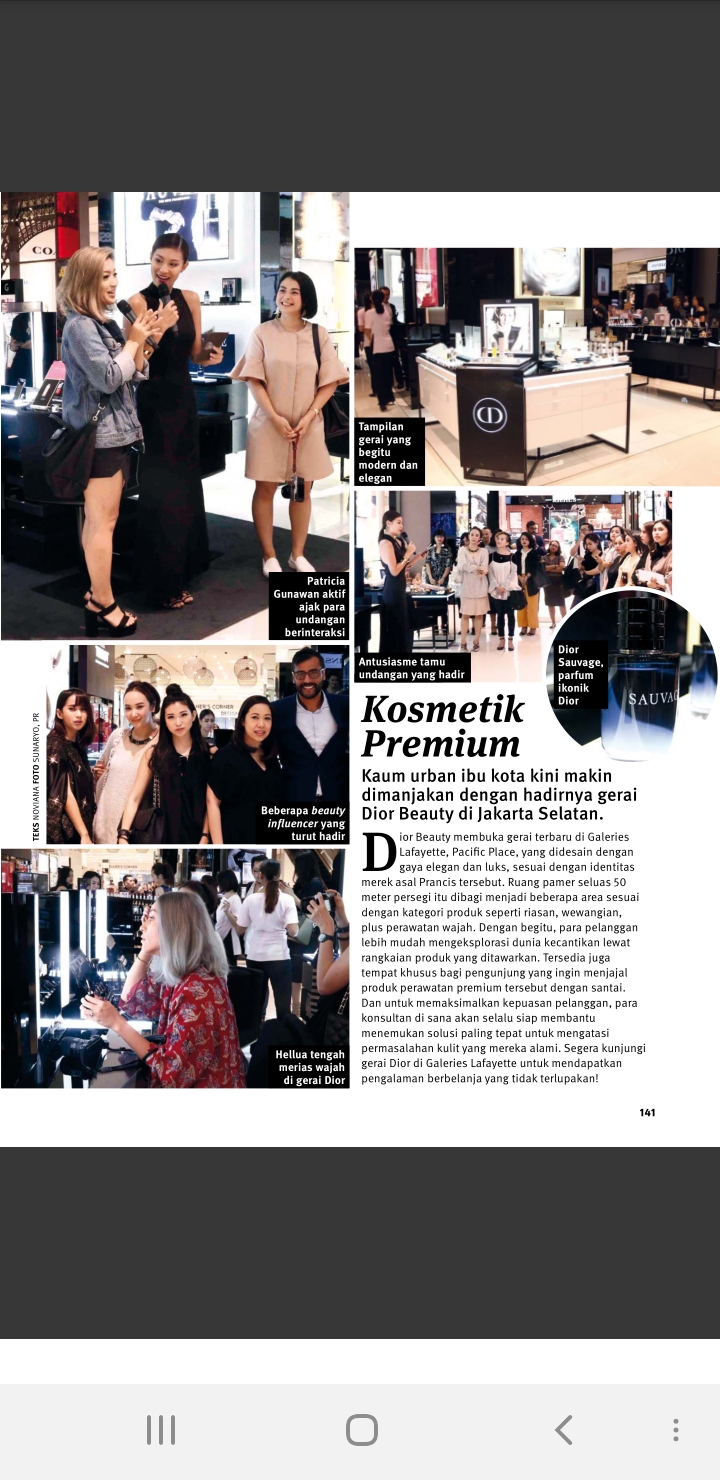 CO.
Patricia
Gunawan aktif
ajak para
undangan
berinteraksi
Tampilan
gerai yang
begitu
modern dan
elegan
Antusiasme tamu
undangan yang hadir
Dior
Sauvage,
parfum
ikonik
Dior
SAUVAG
TEKS NOVIANA FOTO SUNARYO, PR
Beberapa beauty
influencer yang
turut hadir
Hellua tengah
merias wajah
di gerai Dior
Kosmetik
Premium
Kaum urban ibu kota kini makin
dimanjakan dengan hadirnya gerai
Dior Beauty di Jakarta Selatan.
Dior Beauty membuka gerai terbaru di Galeries
Lafayette, Pacific Place, yang didesain dengan
gaya elegan dan luks, sesuai dengan identitas
merek asal Prancis tersebut. Ruang pamer seluas 50
meter persegi itu dibagi menjadi beberapa area sesuai
dengan kategori produk seperti riasan, wewangian,
plus perawatan wajah. Dengan begitu, para pelanggan
lebih mudah mengeksplorasi dunia kecantikan lewat
rangkaian produk yang ditawarkan. Tersedia juga
tempat khusus bagi pengunjung yang ingin menjajal
produk perawatan premium tersebut dengan santai.
Dan untuk memaksimalkan kepuasan pelanggan, para
konsultan di sana akan selalu siap membantu
menemukan solusi paling tepat untuk mengatasi
permasalahan kulit yang mereka alami. Segera kunjungi
gerai Dior di Galeries Lafayette untuk mendapatkan
pengalaman berbelanja yang tidak terlupakan!
141